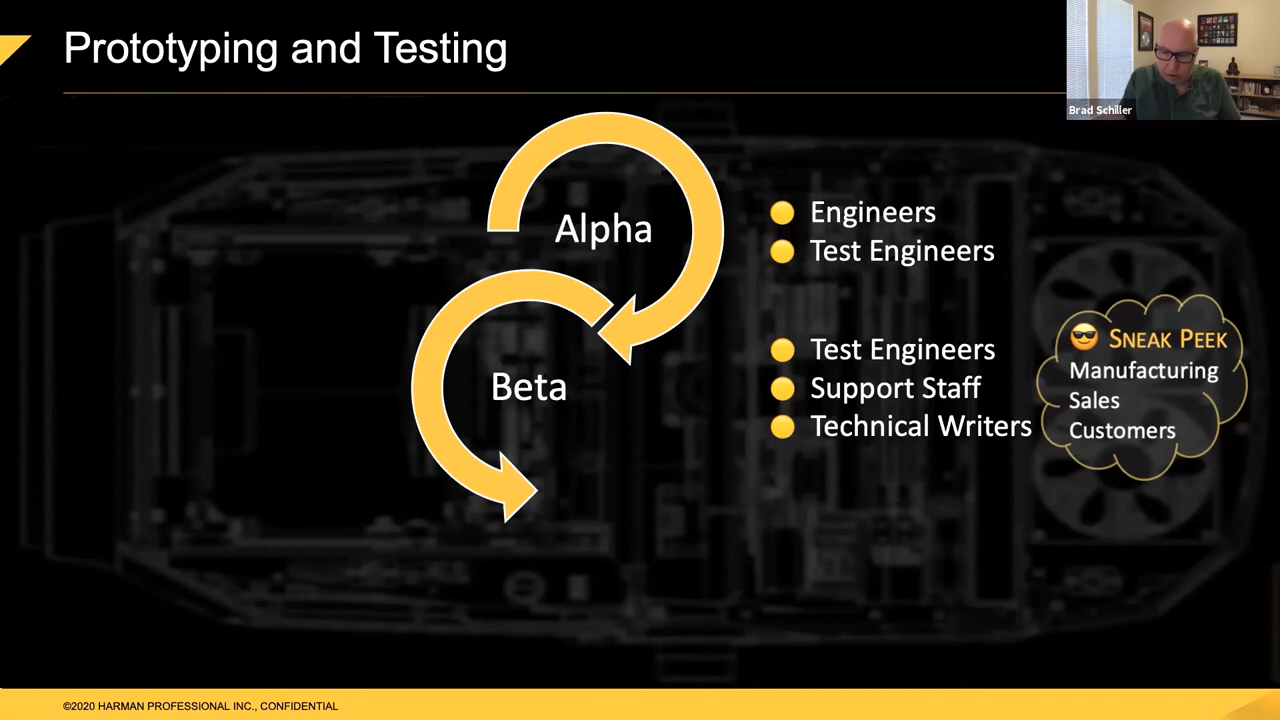 Prototyping and Testing
Brad Schiller
Alpha
Engineers
Test Engineers
Beta
Test Engineers
Support Staff
Technical Writers
😎 SNEAK PEEK
Manufacturing
Sales
Customers
©2020 HARMAN PROFESSIONAL INC., CONFIDENTIAL